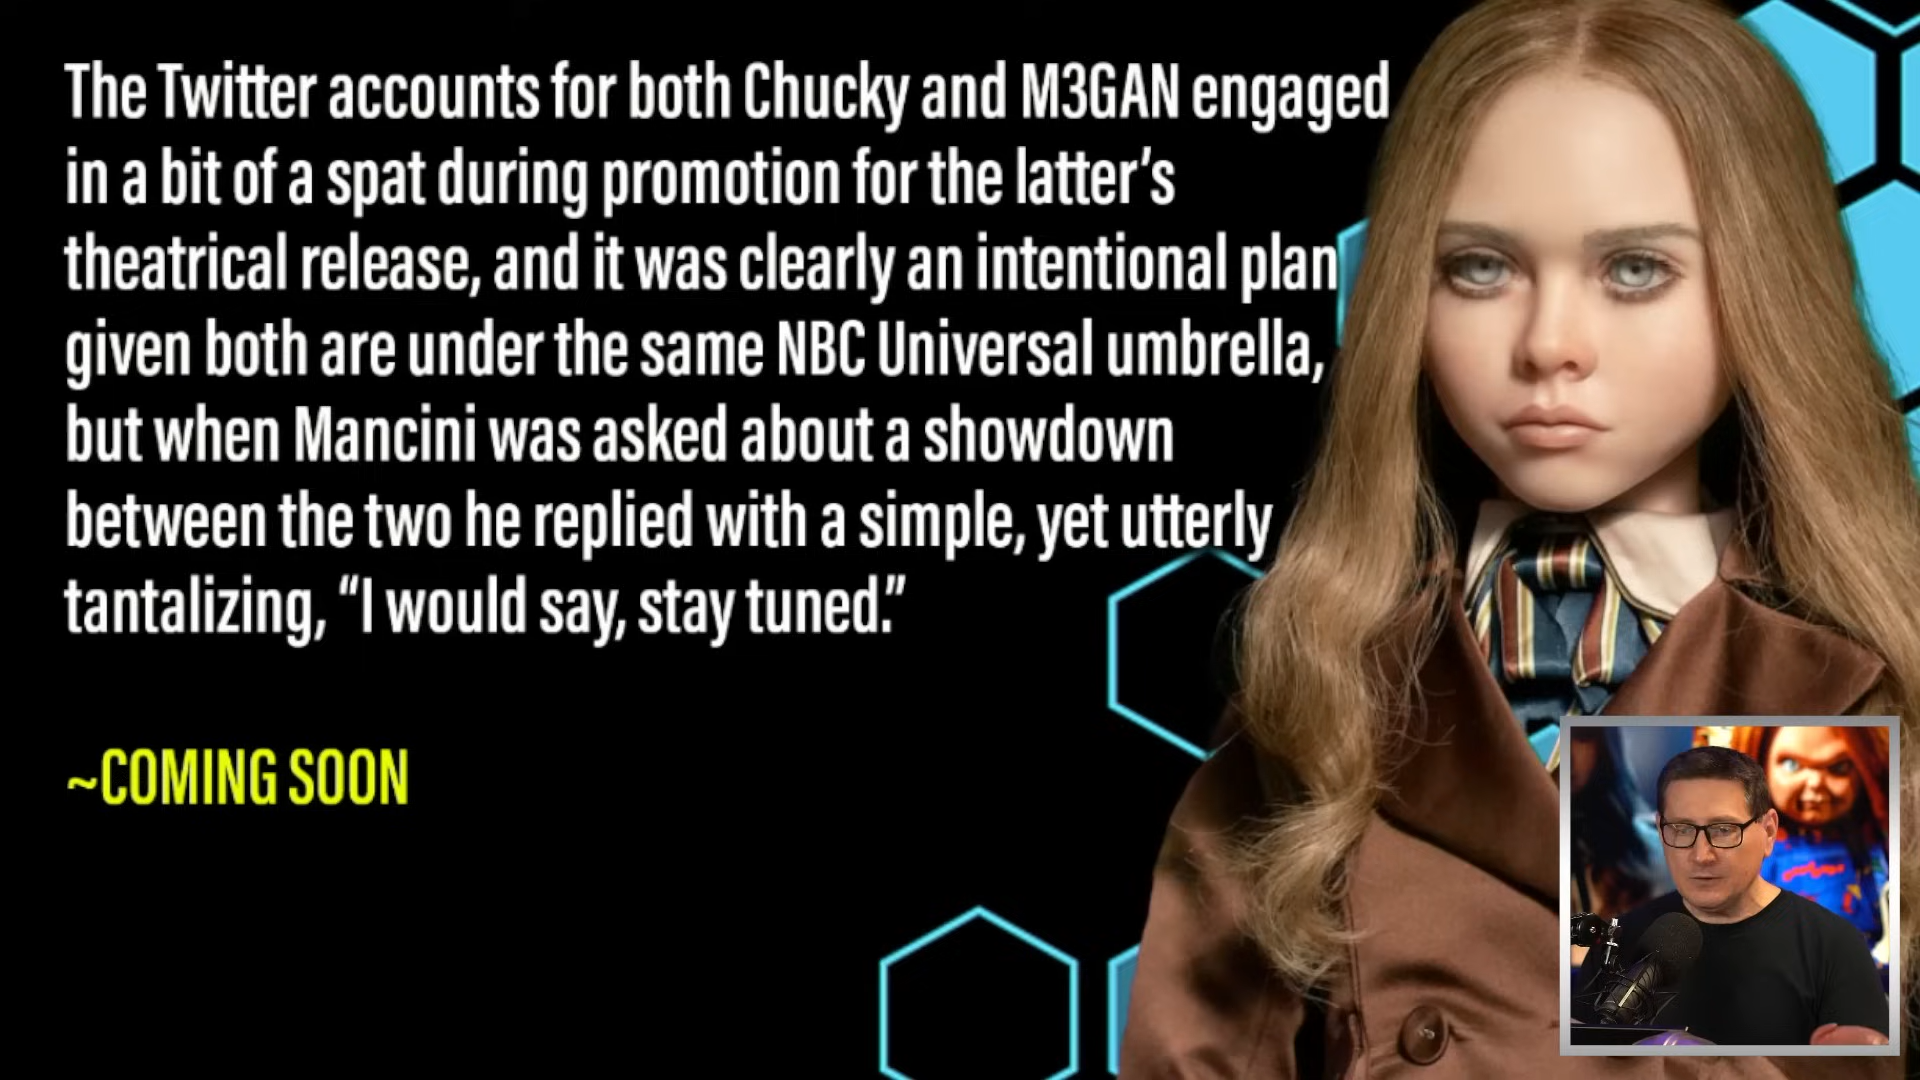 The Twitter accounts for both Chucky and M3GAN engaged
in a bit of a spat during promotion for the latter's
theatrical release, and it was clearly an intentional plan
given both are under the same NBC Universal umbrella,
but when Mancini was asked about a showdown
between the two he replied with a simple, yet utterly
tantalizing, “I would say, stay tuned.”
~COMING SOON